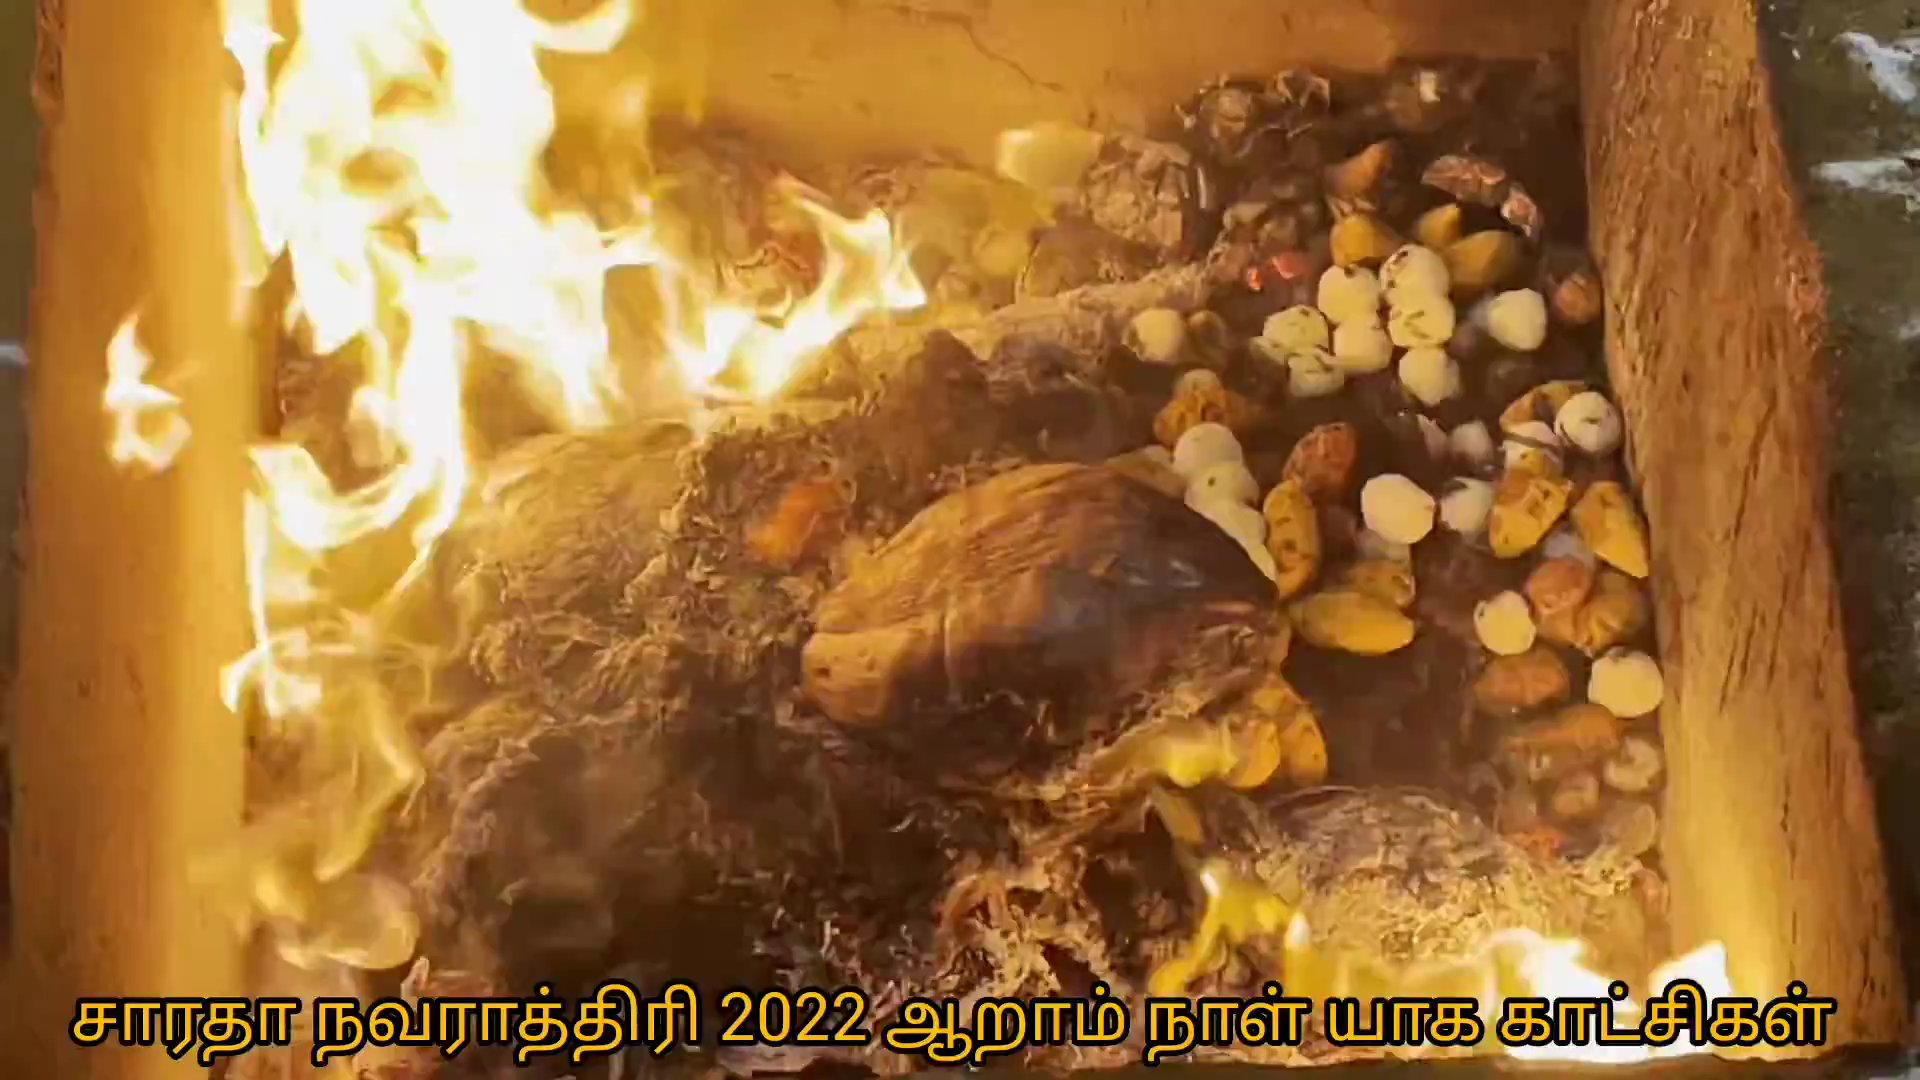 சாரதா நவராத்திரி 2022 ஆறாம் நாள் யாக காட்சிகள்